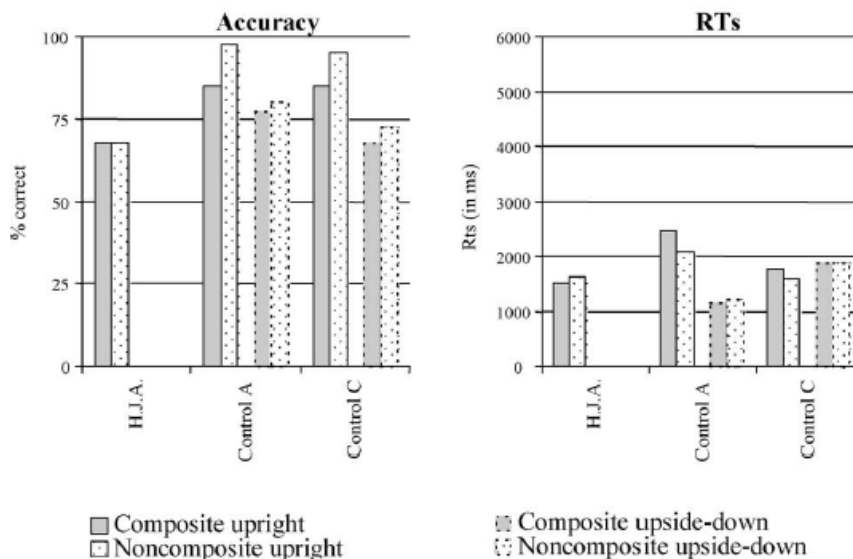 Accuracy
% correct
100
75
50
25
0
H.J.A.
Control A
Control C
RTs
Rts (in ms)
6000
5000
4000
3000
2000
1000
0
H.J.A.
Control A
Control C
Composite upright
Noncomposite upright
Composite upside-down
Noncomposite upside-down